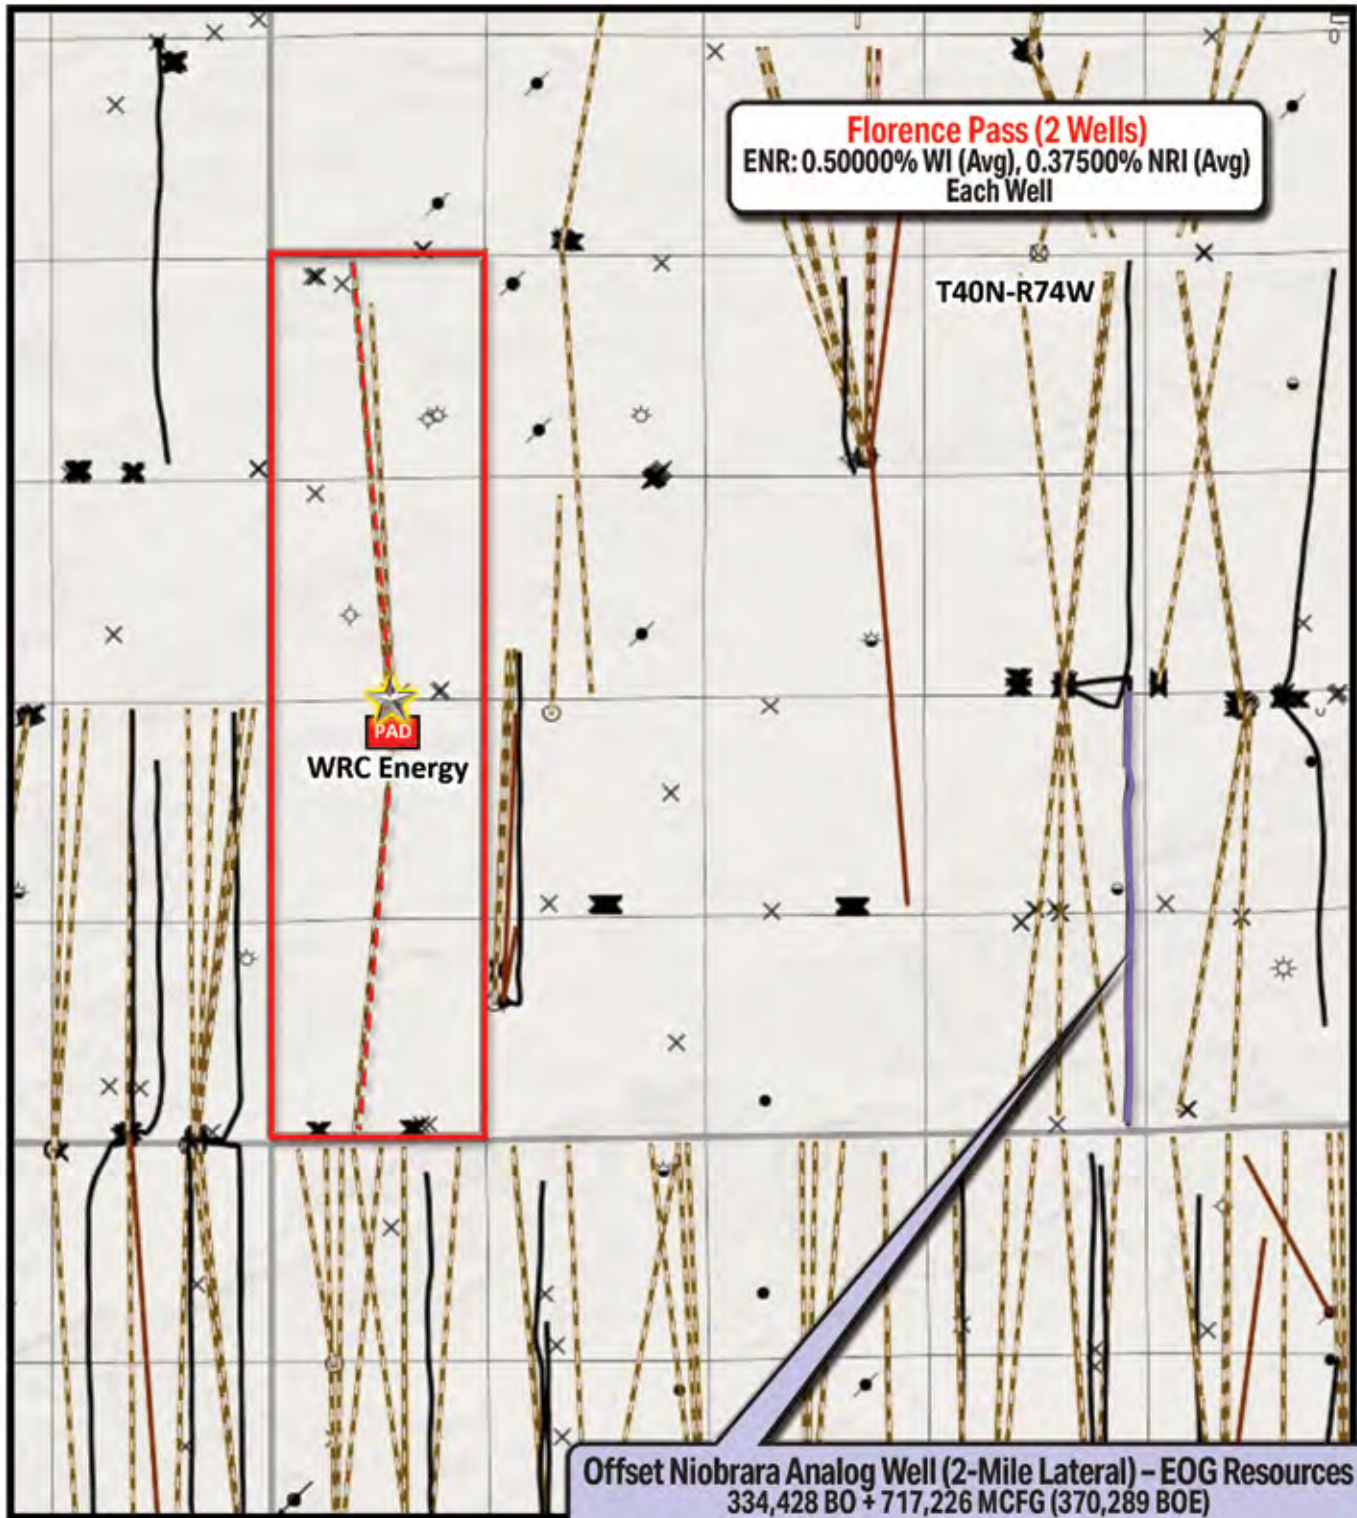 Florence Pass (2 Wells)
ENR: 0.50000% WI (Avg), 0.37500% NRI (Avg)
Each Well
T40N-R74W
PAD
WRC Energy
Offset Niobrara Analog Well (2-Mile Lateral) – EOG Resources
334,428 BO + 717,226 MCFG (370,289 BOE)